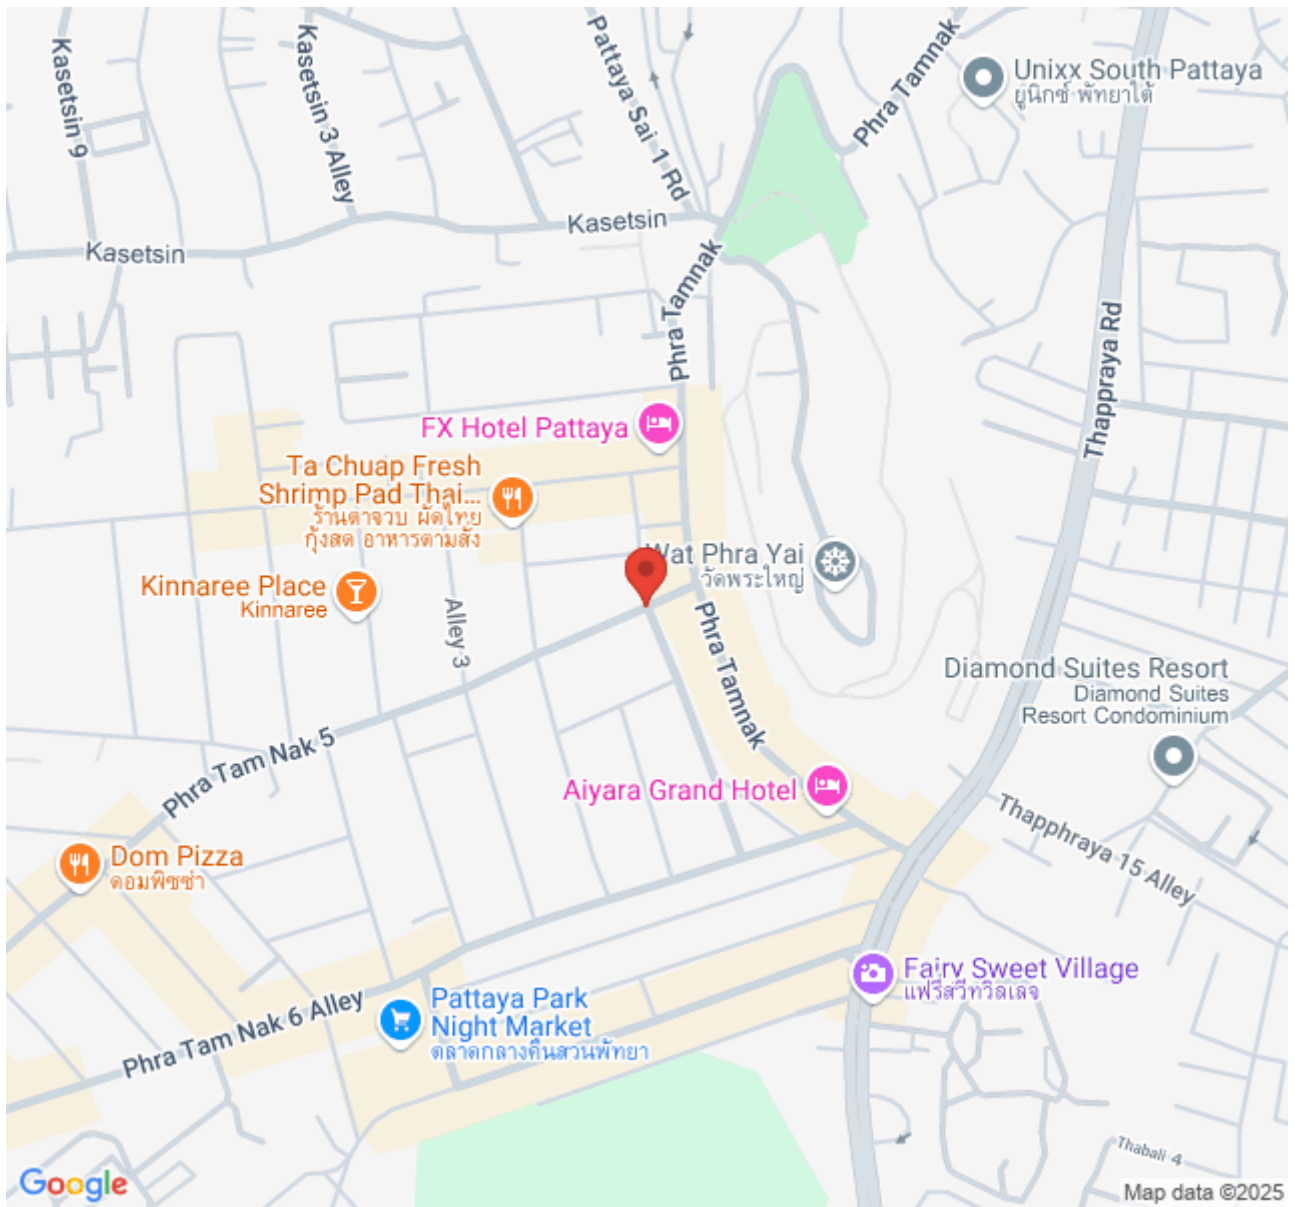 Kasetsin 9
Kasetsin 3 Alley
Pattaya Sai 1 Rd
Phra Tamnak
Unixx South Pattaya
ยูนิกซ์ พัทยาใต้
Kasetsin
Kasetsin
Phra Tamnak
Thappraya Rd
FX Hotel Pattaya
Ta Chuap Fresh
Shrimp Pad Thai...
ร้านตาจวบ ผัดไทย
กุ้งสด อาหารตามสั่ง
Wat Phra Yai
วัดพระใหญ่
Kinnaree Place
Kinnaree
Alley 3
Phra Tamnak
Diamond Suites Resort
Diamond Suites
Resort Condominium
Phra Tam Nak 5
Aiyara Grand Hotel
Thapphraya 15 Alley
Dom Pizza
ดอมพิซซ่า
Fairy Sweet Village
แฟรี่สวีทวิลเลจ
Pattaya Park
Night Market
ตลาดกลางคืนสวนพัทยา
Phra Tam Nak 6 Alley
Thabali 4
Google
Map data ©2025